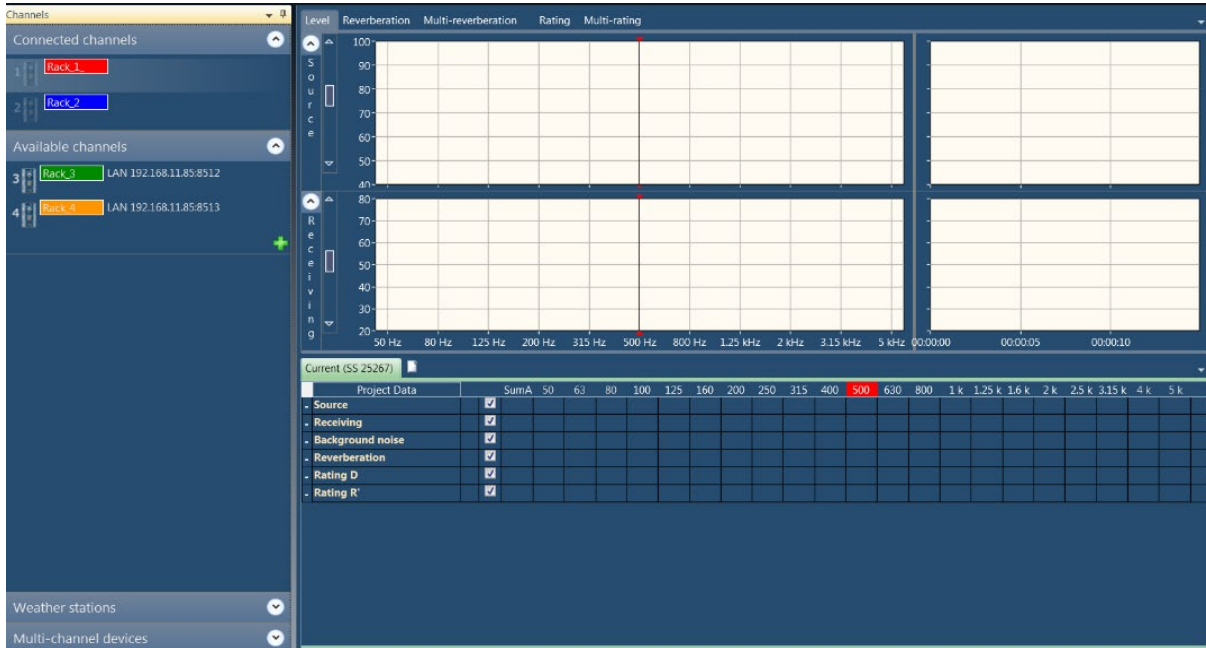 Channels
Connected channels
1 Rack_1_
2 Rack_2
Available channels
3 Rack_3 LAN 192.168.11.85:8512
4 Rack_4 LAN 192.168.11.85:8513
Weather stations
Multi-channel devices
Level Reverberation Multi-reverberation Rating Multi-rating
Source
100
90
80
70
60
50
40
Receiving
80
70
60
50
40
30
20
50 Hz 80 Hz 125 Hz 200 Hz 315 Hz 500 Hz 800 Hz 1.25 kHz 2 kHz 3.15 kHz 5 kHz 00:00:00 00:00:05 00:00:10
Current (SS 25267)
Project Data SumA 50 63 80 100 125 160 200 250 315 400 500 630 800 1 k 1.25 k 1.6 k 2 k 2.5 k 3.15 k 4 k 5 k
Source
Receiving
Background noise
Reverberation
Rating D
Rating R'